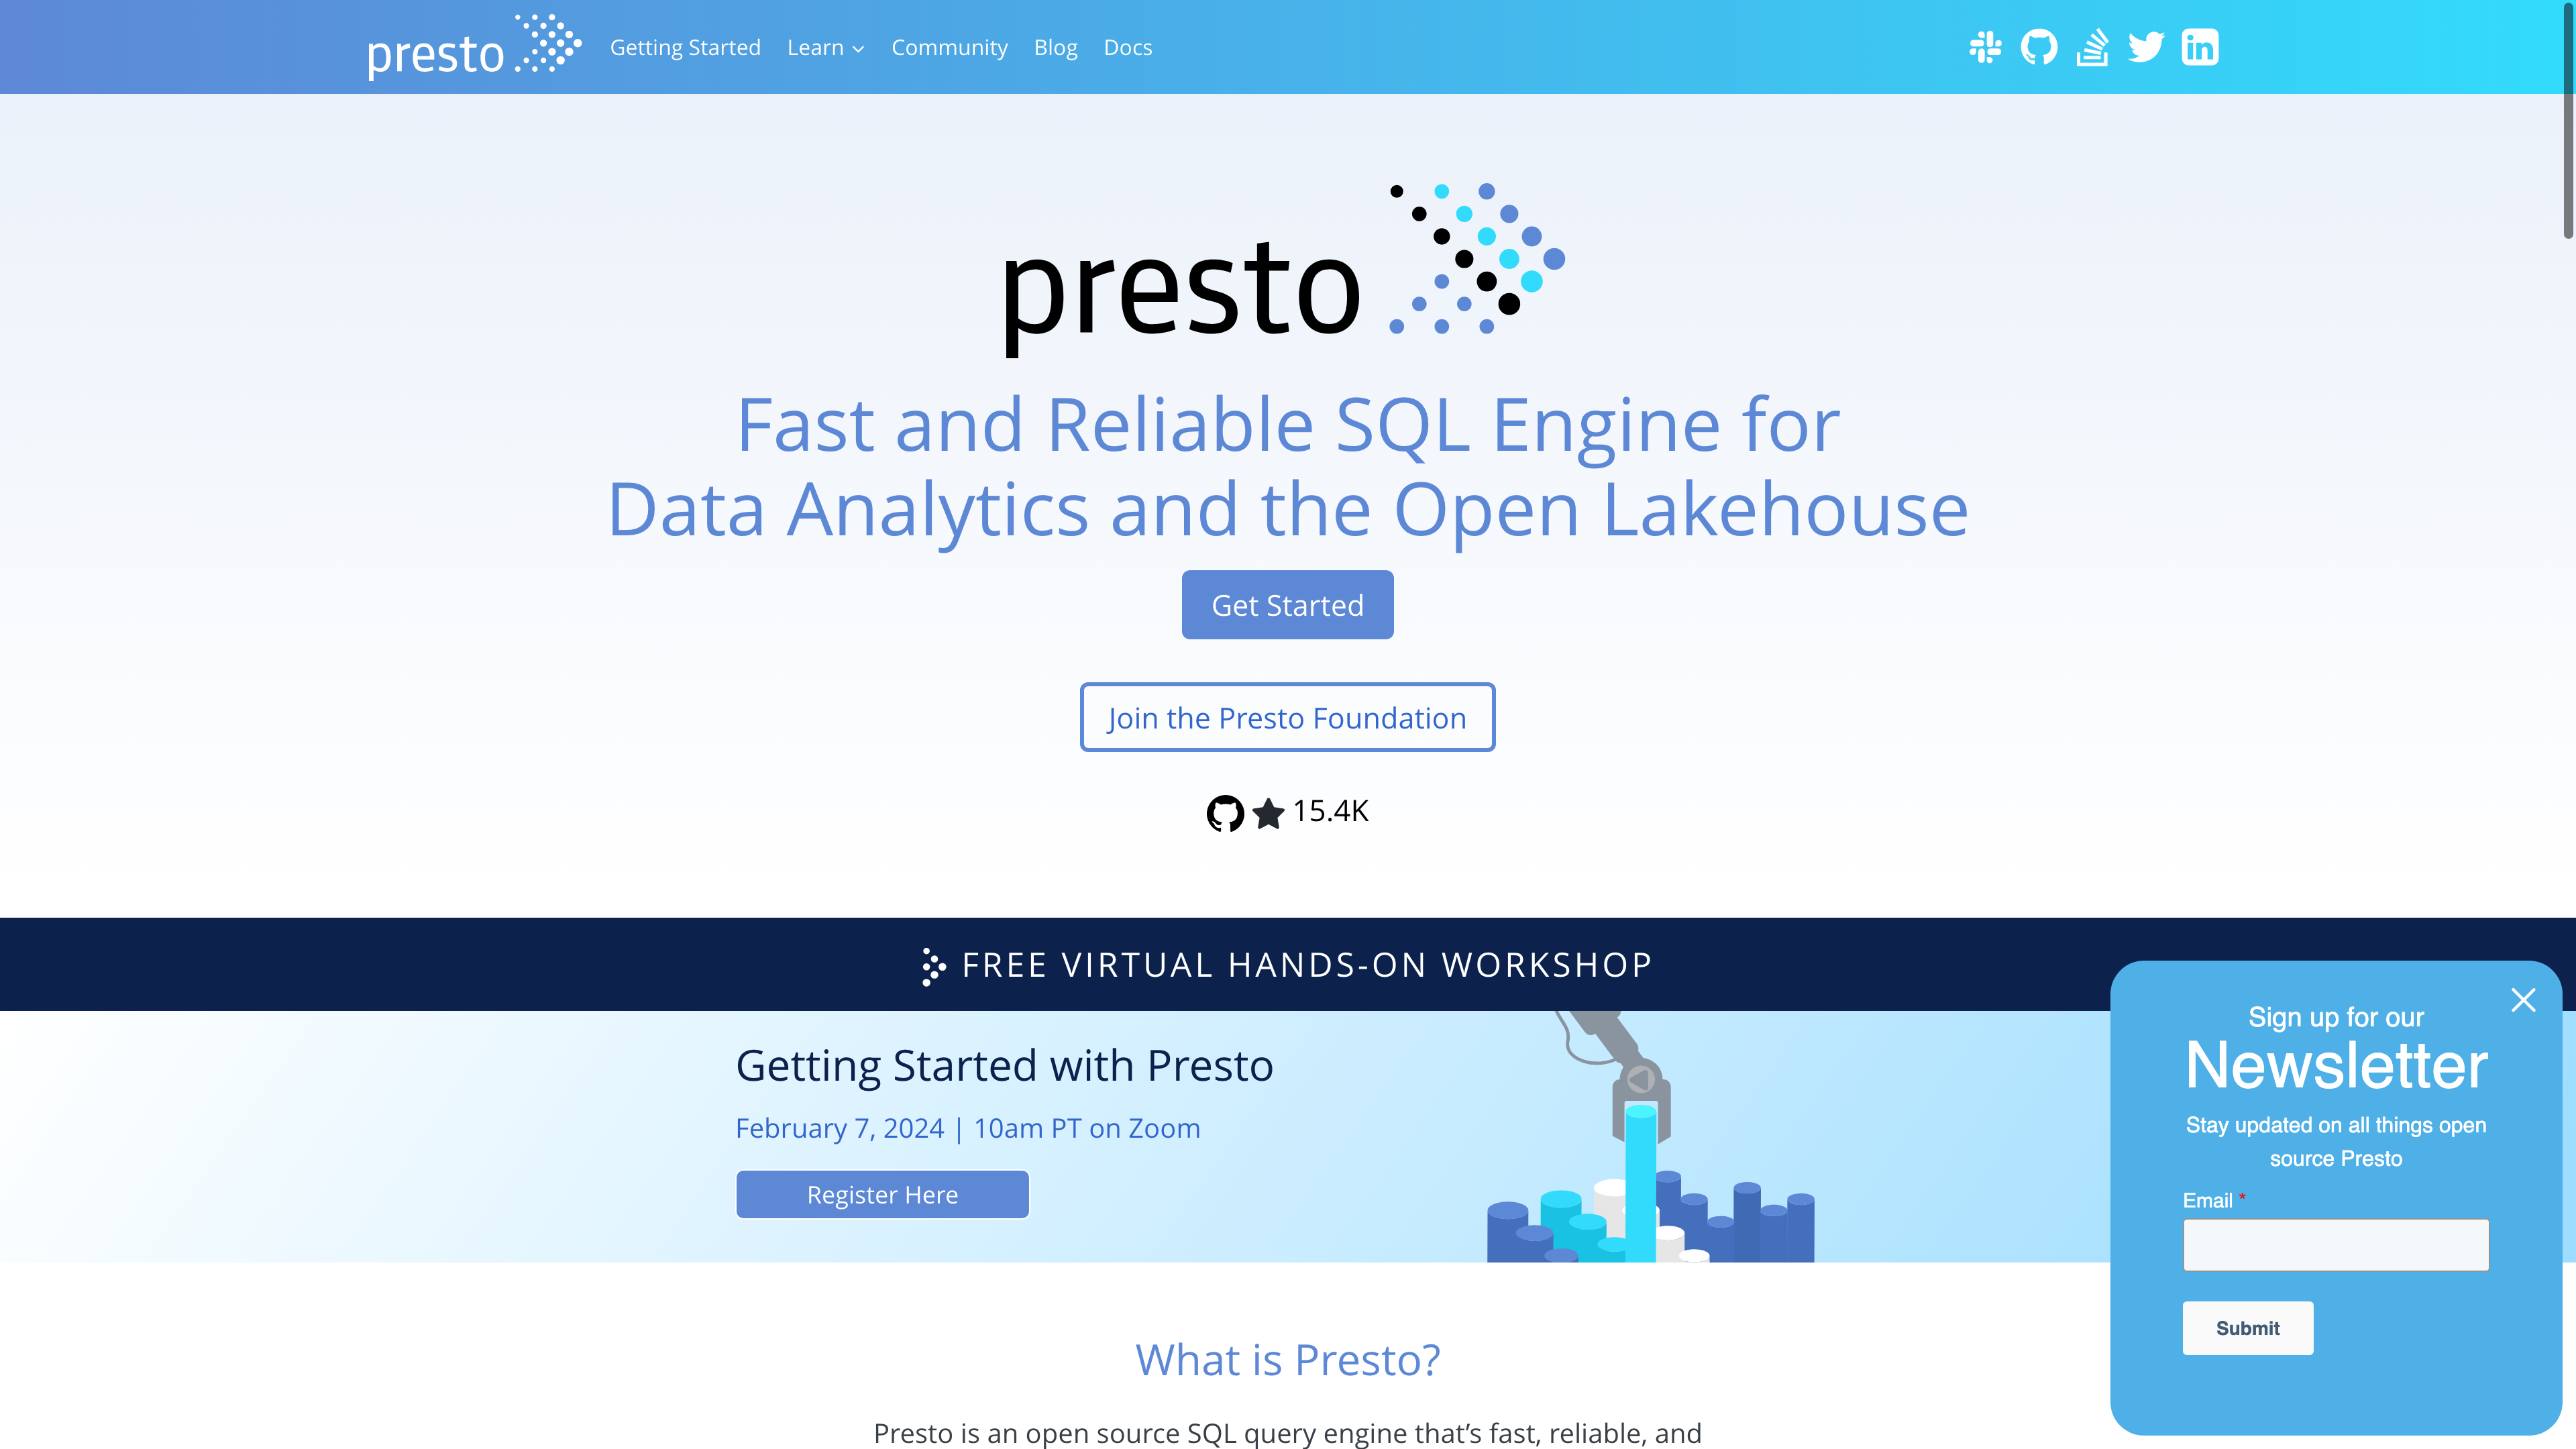 presto
Getting Started Learn Community Blog Docs
presto
Fast and Reliable SQL Engine for
Data Analytics and the Open Lakehouse
Get Started
Join the Presto Foundation
15.4K
FREE VIRTUAL HANDS-ON WORKSHOP
Getting Started with Presto
February 7, 2024 | 10am PT on Zoom
Register Here
What is Presto?
Presto is an open source SQL query engine that’s fast, reliable, and
Sign up for our
Newsletter
Stay updated on all things open
source Presto
Email *
Submit